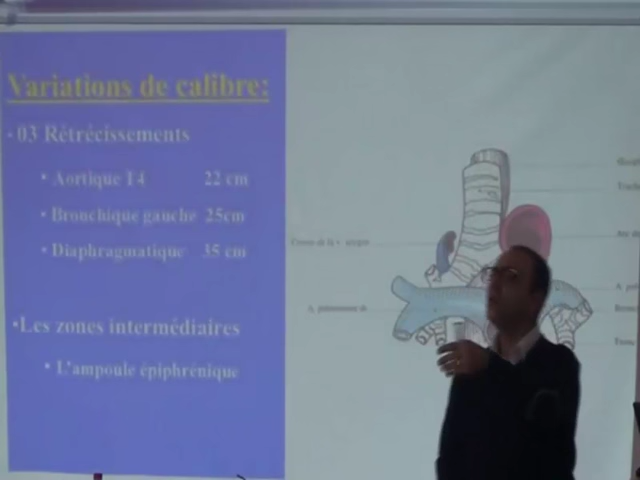 Variations de calibre:
- 03 Rétrécissements
• Aortique T4 22 cm
• Bronchique gauche 25cm
• Diaphragmatique 35 cm
•Les zones intermédiaires
• L'ampoule épiphrénique